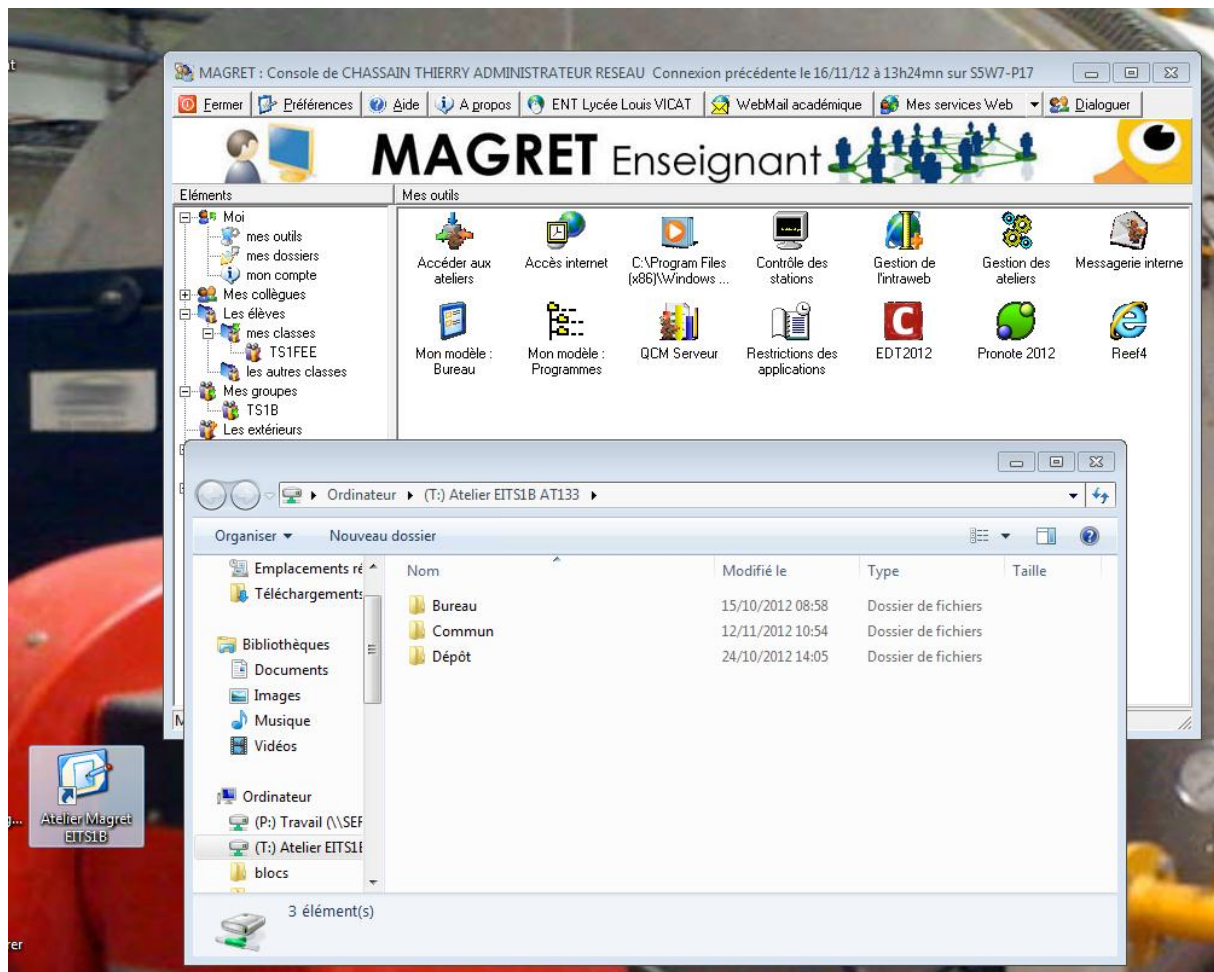 MAGRET : Console de CHASSAIN THIERRY ADMINISTRATEUR RESEAU Connexion précédente le 16/11/12 à 13h24mn sur S5W7-P17
Fermer Préférences Aide A propos ENT Lycée Louis VICAT WebMail académique Mes services Web Dialoguer
MAGRET Enseignant
Eléments
Mes outils
Moi
mes outils
mes dossiers
mon compte
Mes collègues
Les élèves
mes classes
TS1FEE
les autres classes
Mes groupes
TS1B
Les extérieurs
Accéder aux
ateliers
Accès internet
C:\Program Files
(x86)\Windows ...
Contrôle des
stations
Gestion de
l'intraweb
Gestion des
ateliers
Messagerie interne
Mon modèle :
Bureau
Mon modèle :
Programmes
QCM Serveur
Restrictions des
applications
EDT2012
Pronote 2012
Reef4
Ordinateur (T:) Atelier EITS1B AT133
Organiser Nouveau dossier
Emplacements ré
Téléchargements
Bibliothèques
Documents
Images
Musique
Vidéos
Ordinateur
(P:) Travail (\\SER
(T:) Atelier EITS1B
blocs
Nom Modifié le Type Taille
Bureau 15/10/2012 08:58 Dossier de fichiers
Commun 12/11/2012 10:54 Dossier de fichiers
Dépôt 24/10/2012 14:05 Dossier de fichiers
3 élément(s)
Atelier Magret
EITS1B